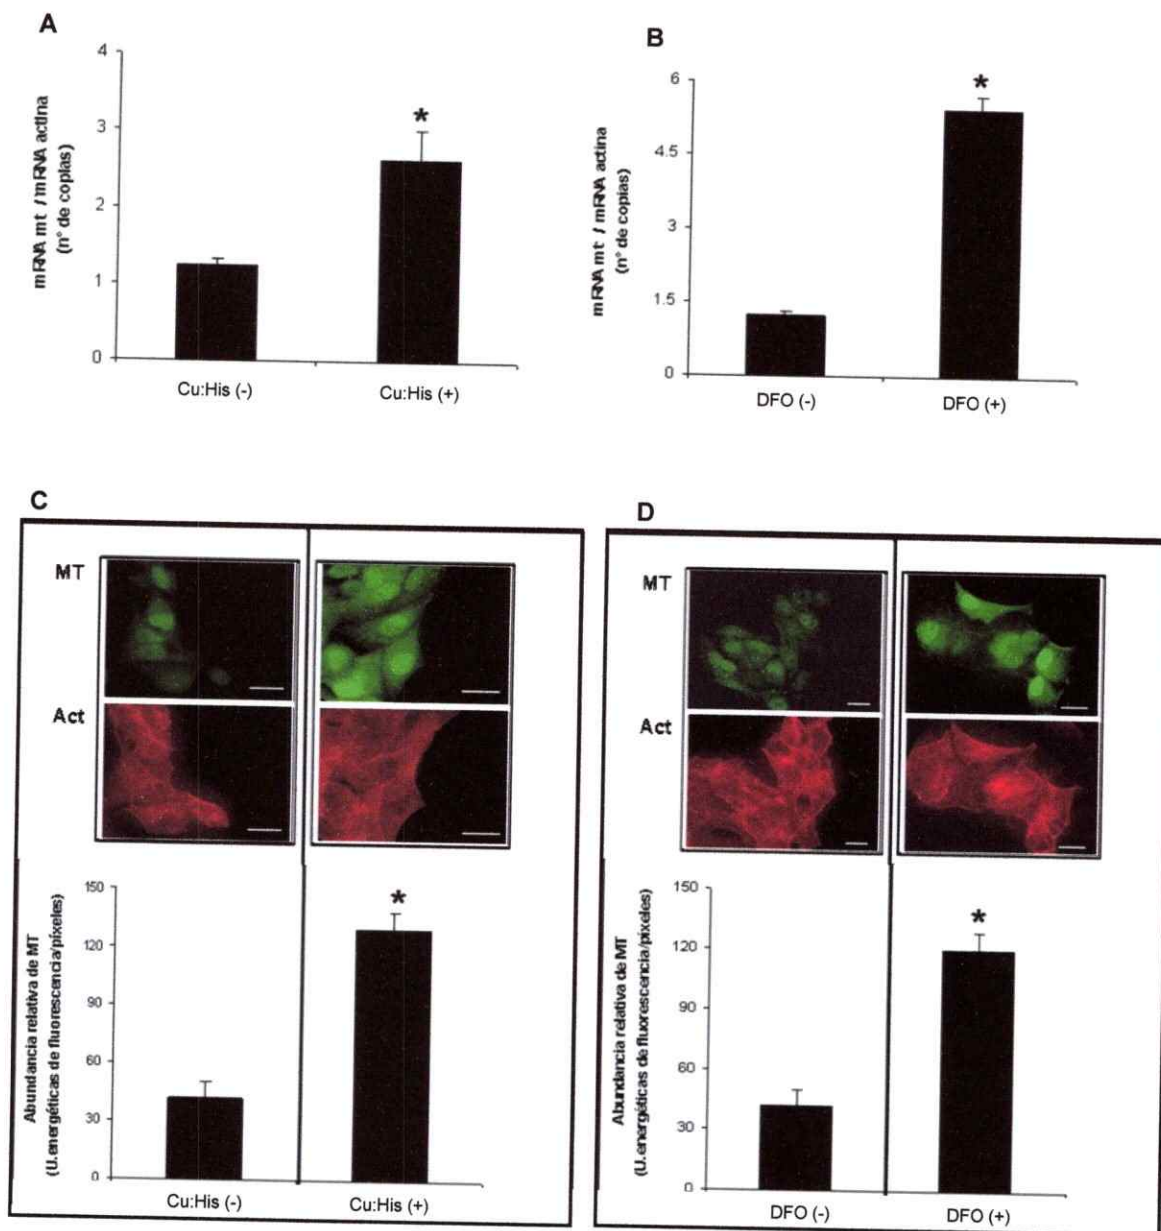 A
4
3
2
1
0
mRNA mt / mRNA actina
(n° de copias)
*
Cu:His (-)
Cu:His (+)
B
6
4.5
3
1.5
0
mRNA mt / mRNA actina
(n° de copias)
*
DFO (-)
DFO (+)
C
MT
Act
150
120
90
60
30
0
Abundancia relativa de MT
(U.energéticas de fluorescencia/píxeles)
*
Cu:His (-)
Cu:His (+)
D
MT
Act
150
120
90
60
30
0
Abundancia relativa de MT
(U.energéticas de fluorescencia/píxeles)
*
DFO (-)
DFO (+)